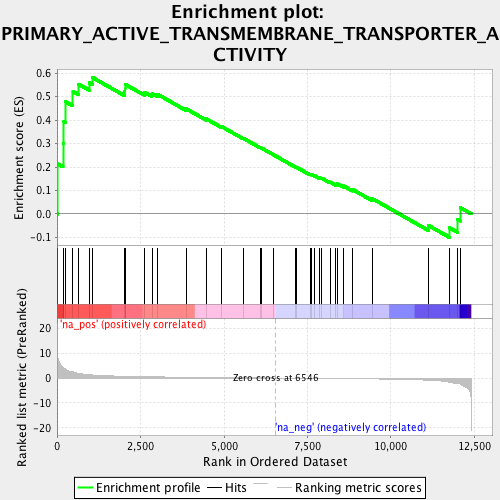 Enrichment plot:
PRIMARY_ACTIVE_TRANSMEMBRANE_TRANSPORTER_A
CTIVITY
Enrichment score (ES)
0.6
0.5
0.4
0.3
0.2
0.1
0.0
-0.1
'na_pos' (positively correlated)
Ranked list metric (PreRanked)
20
10
0
-10
-20
Zero cross at 6546
'na_neg' (negatively correlated)
0
2,500
5,000
7,500
10,000
12,500
Rank in Ordered Dataset
Enrichment profile
Hits
Ranking metric scores